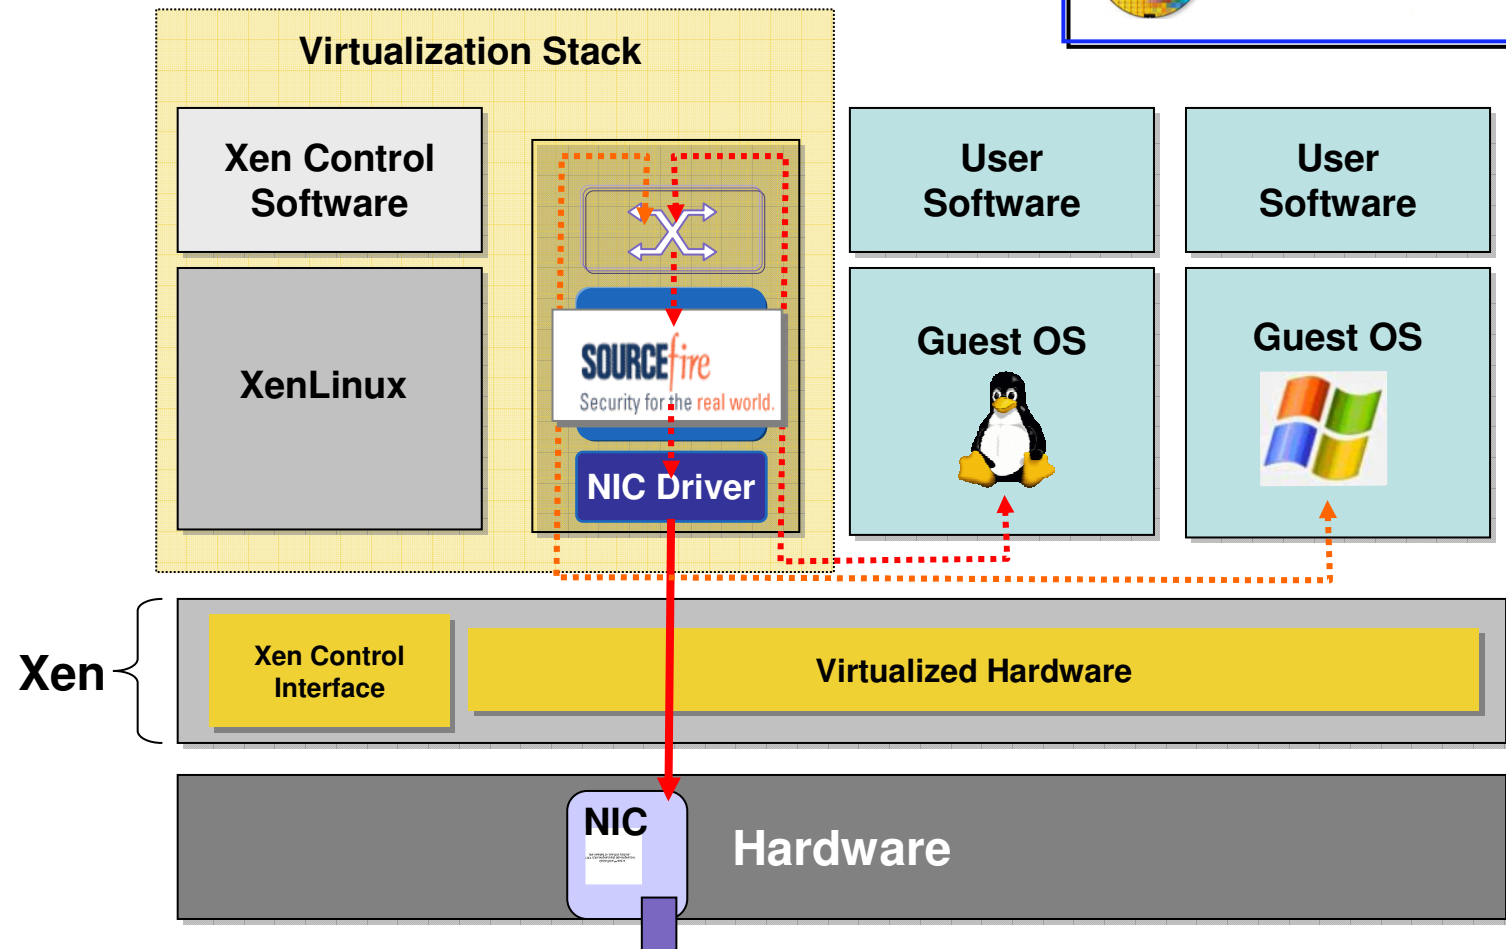 Virtualization Stack
Xen Control
Software
User
Software
User
Software
XenLinux
SOURCEfire
Security for the real world.
NIC Driver
Guest OS
Guest OS
Xen
Xen Control
Interface
Virtualized Hardware
NIC
Hardware